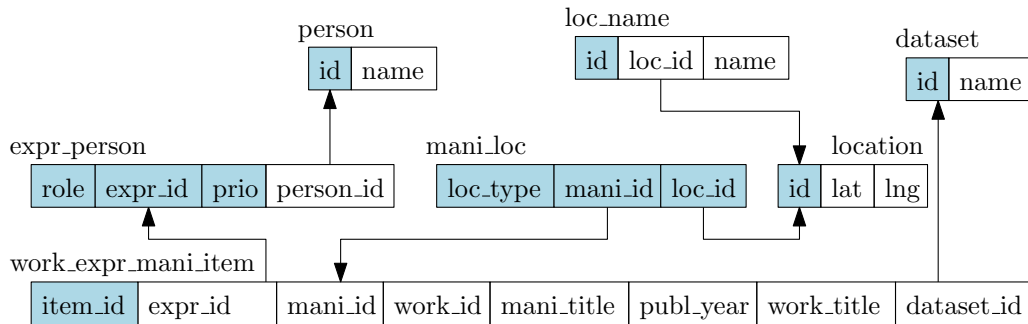 person
loc_name
dataset
id name
id loc_id name
id name
expr_person
mani_loc
location
role expr_id prio person_id
loc_type mani_id loc_id
id lat lng
work_expr_mani_item
item_id expr_id mani_id work_id mani_title publ_year work_title dataset_id